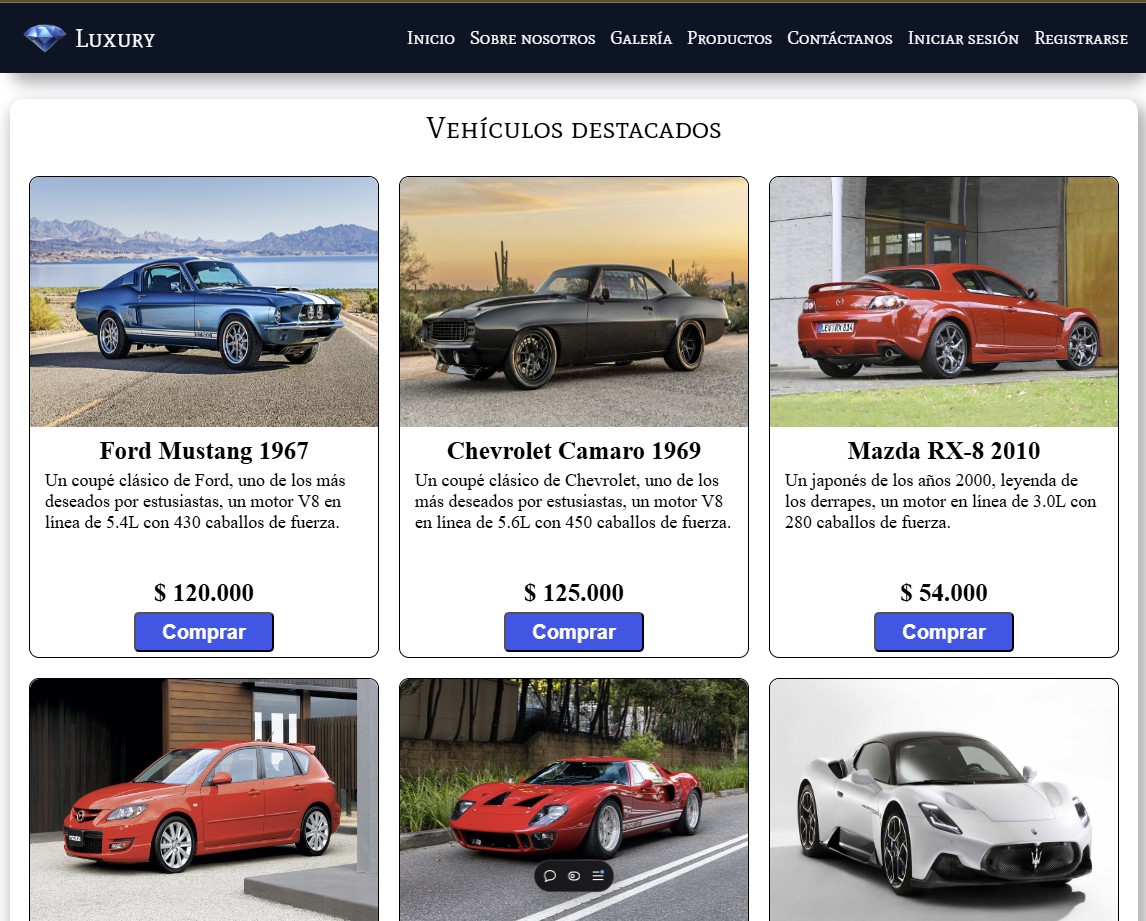 Luxury
Inicio Sobre nosotros Galería Productos Contáctanos Iniciar sesión Registrarse
Vehículos destacados
LEV RX 814
Ford Mustang 1967
Un coupé clásico de Ford, uno de los más
deseados por estusiastas, un motor V8 en
línea de 5.4L con 430 caballos de fuerza.
$ 120.000
Comprar
Chevrolet Camaro 1969
Un coupé clásico de Chevrolet, uno de los
más deseados por estusiastas, un motor V8
en línea de 5.6L con 450 caballos de fuerza.
$ 125.000
Comprar
Mazda RX-8 2010
Un japonés de los años 2000, leyenda de
los derrapes, un motor en línea de 3.0L con
280 caballos de fuerza.
$ 54.000
Comprar